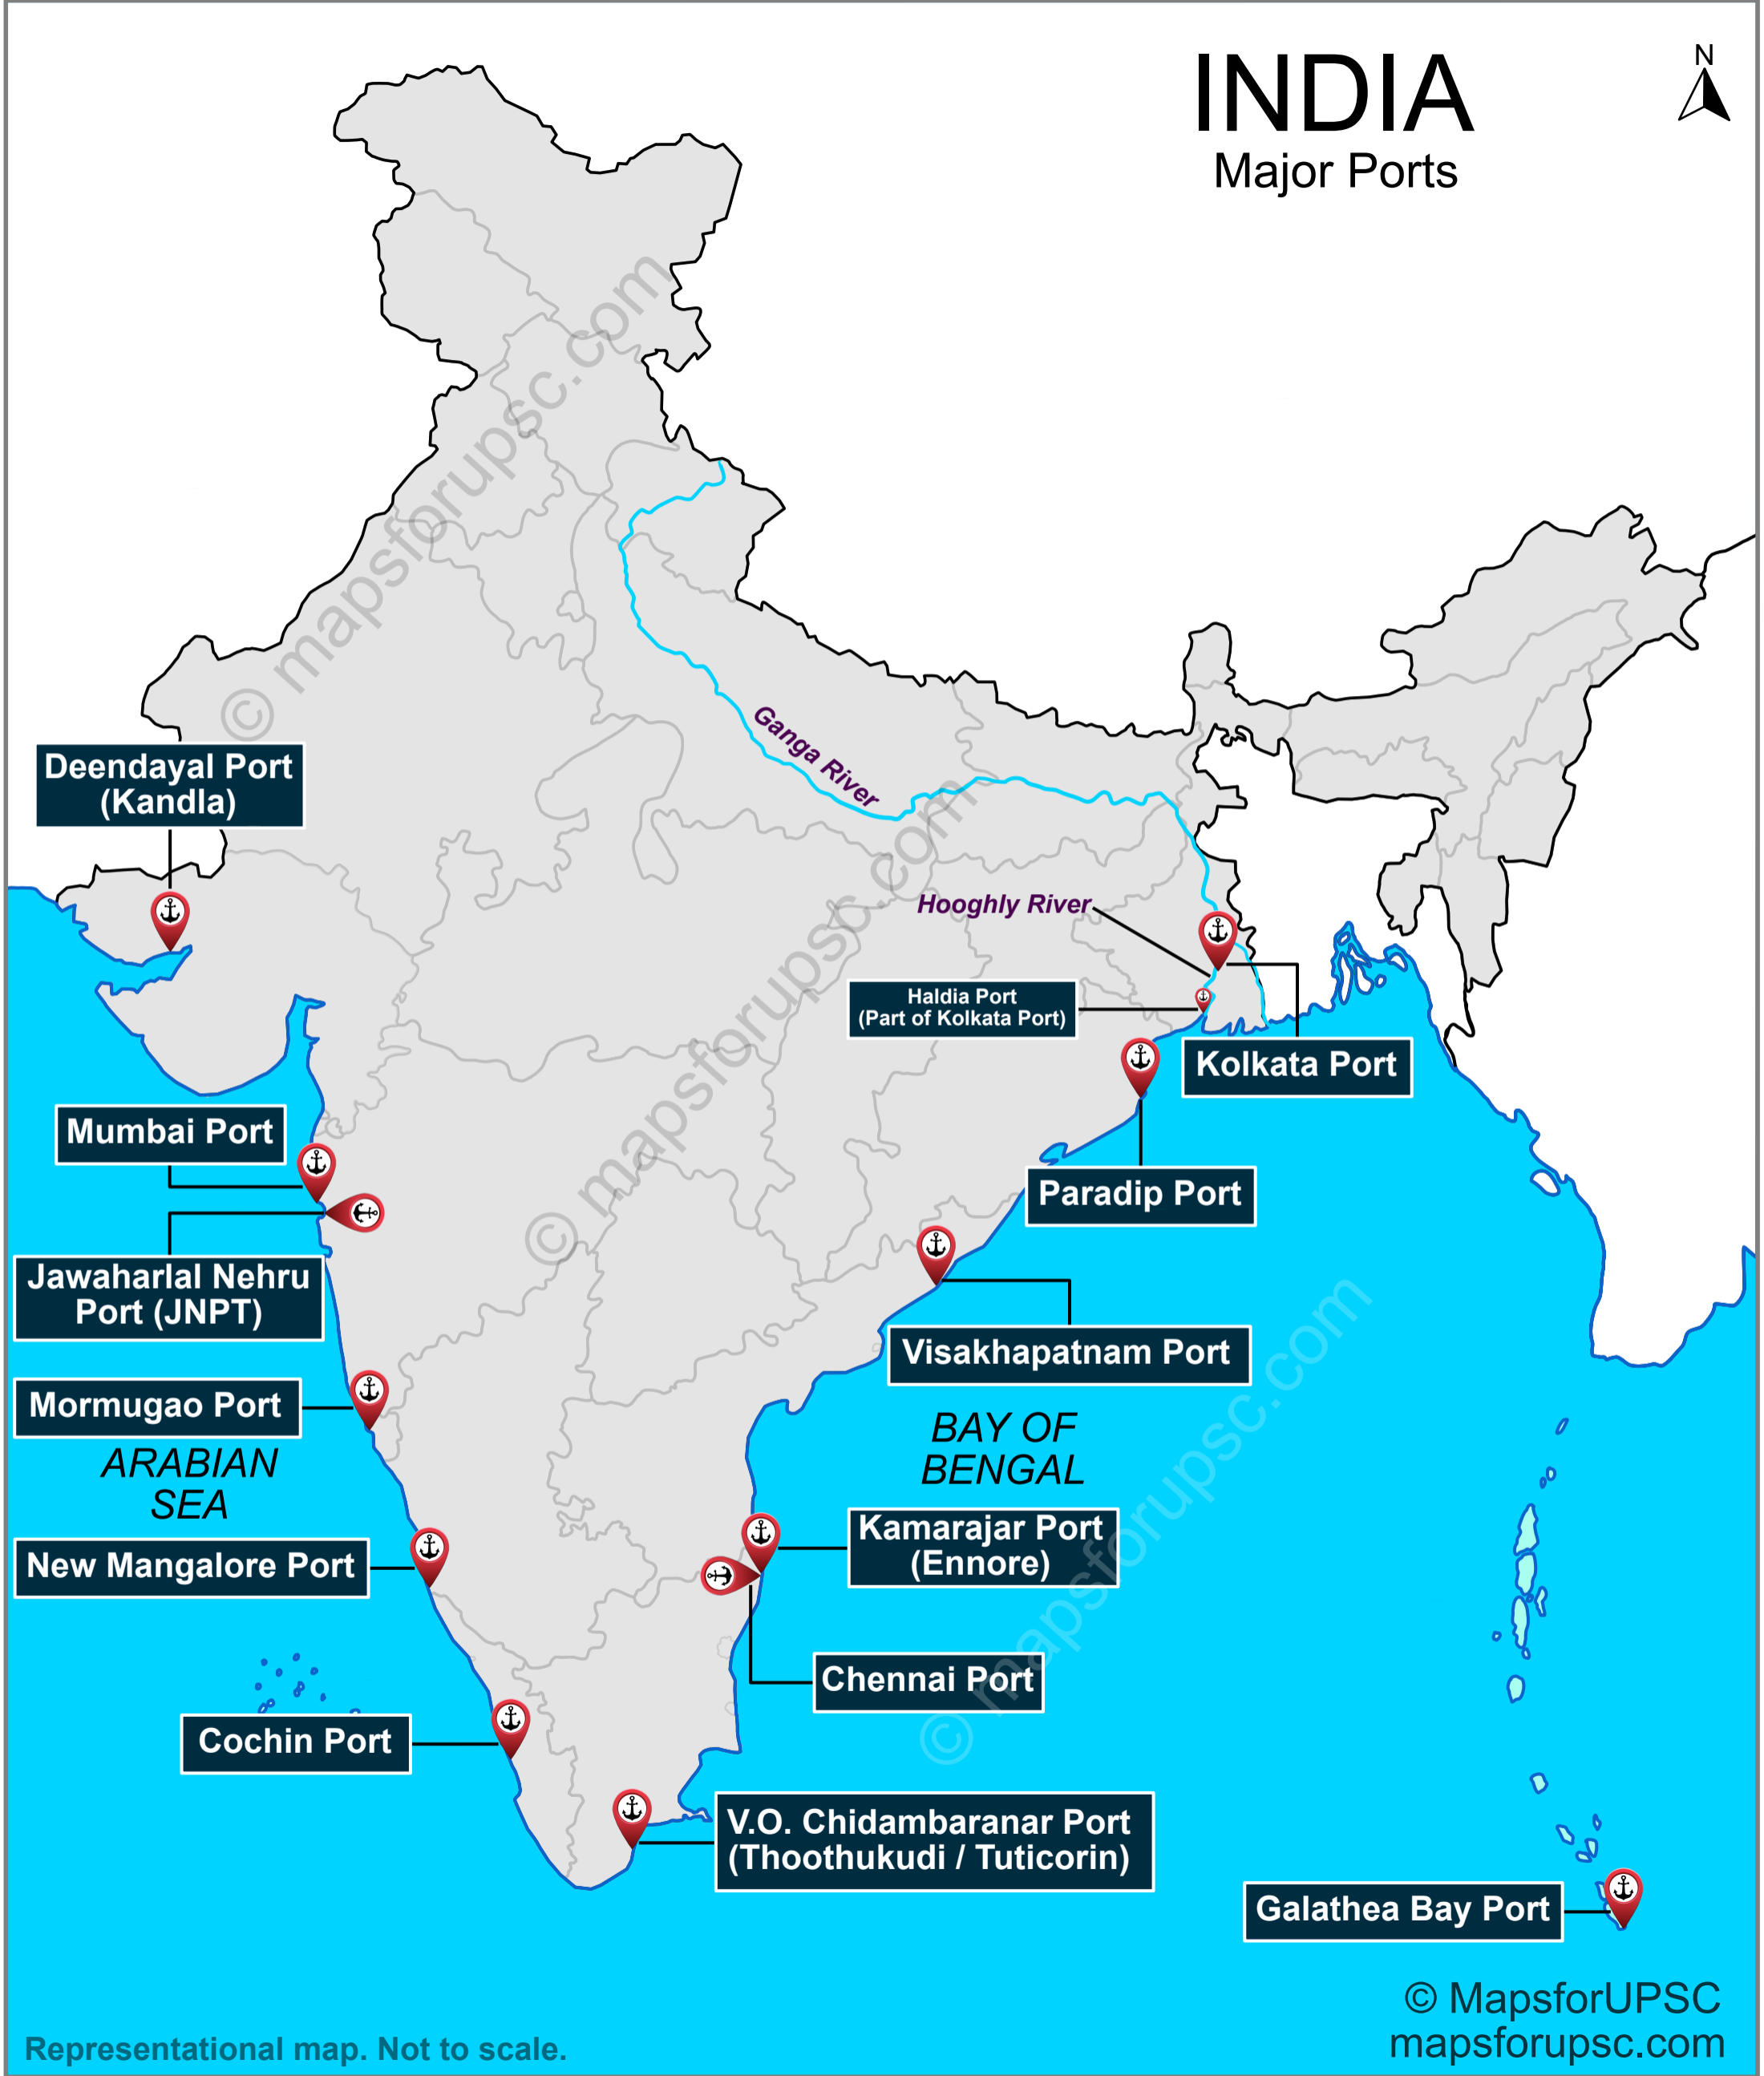 INDIA
Major Ports
N
© mapsforupsc.com
Ganga River
Deendayal Port
(Kandla)
© mapsforupsc.com
Hooghly River
Haldia Port
(Part of Kolkata Port)
Kolkata Port
Mumbai Port
Paradip Port
Jawaharlal Nehru
Port (JNPT)
Visakhapatnam Port
Mormugao Port
ARABIAN
SEA
BAY OF
BENGAL
© mapsforupsc.com
Kamarajar Port
(Ennore)
New Mangalore Port
Chennai Port
Cochin Port
V.O. Chidambaranar Port
(Thoothukudi / Tuticorin)
Galathea Bay Port
© MapsforUPSC
mapsforupsc.com
Representational map. Not to scale.